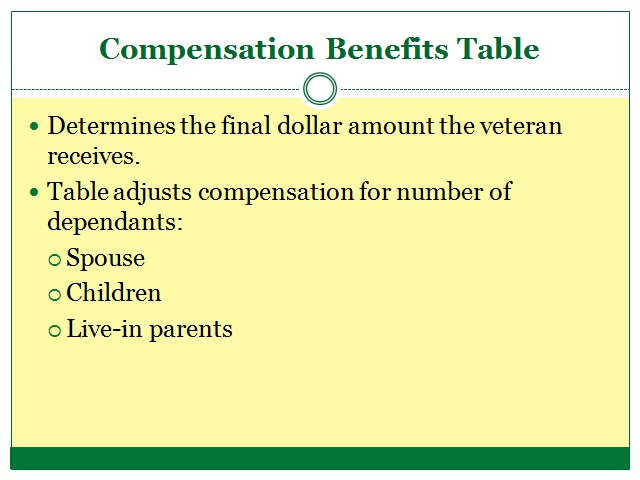 Compensation Benefits Table
• Determines the final dollar amount the veteran
receives.
• Table adjusts compensation for number of
dependants:
○ Spouse
○ Children
○ Live-in parents